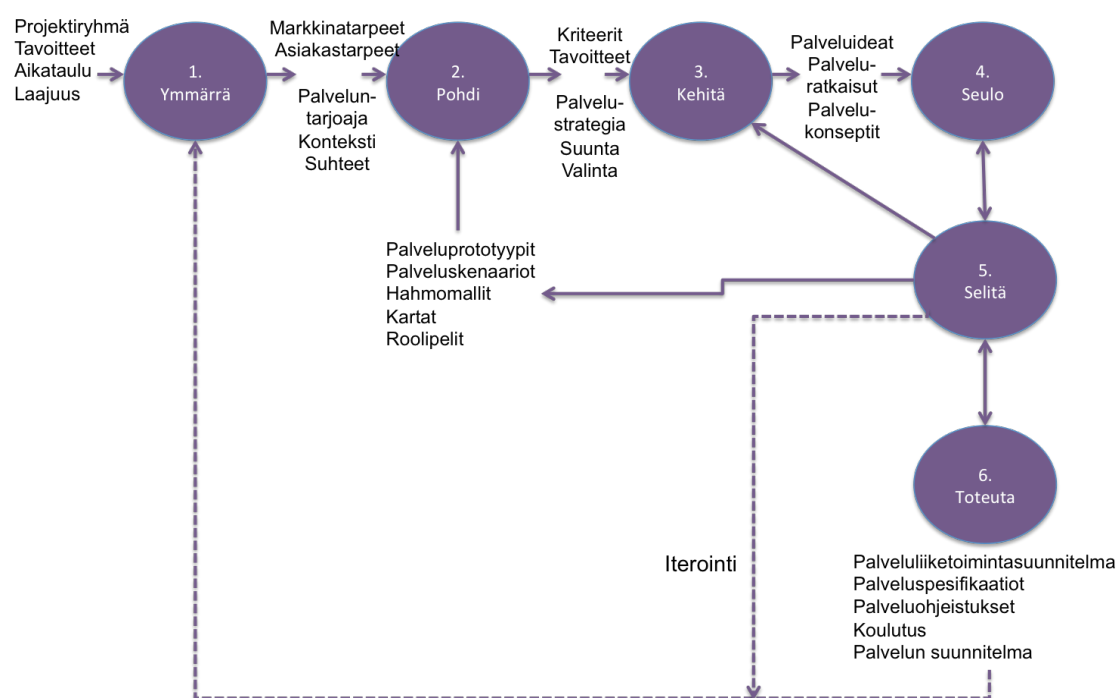 Projektiryhmä
Tavoitteet
Aikataulu
Laajuus
1.
Ymmärrä
Markkinatarpeet
Asiakastarpeet
Palvelun-
tarjoaja
Konteksti
Suhteet
2.
Pohdi
Kriteerit
Tavoitteet
Palvelu-
strategia
Suunta
Valinta
3.
Kehitä
Palveluideat
Palvelu-
ratkaisut
Palvelu-
konseptit
4.
Seulo
Palveluprototyypit
Palveluskenaariot
Hahmomallit
Kartat
Roolipelit
5.
Selitä
6.
Toteuta
Iterointi
Palveluliiketoimintasuunnitelma
Palveluspesifikaatiot
Palveluohjeistukset
Koulutus
Palvelun suunnitelma